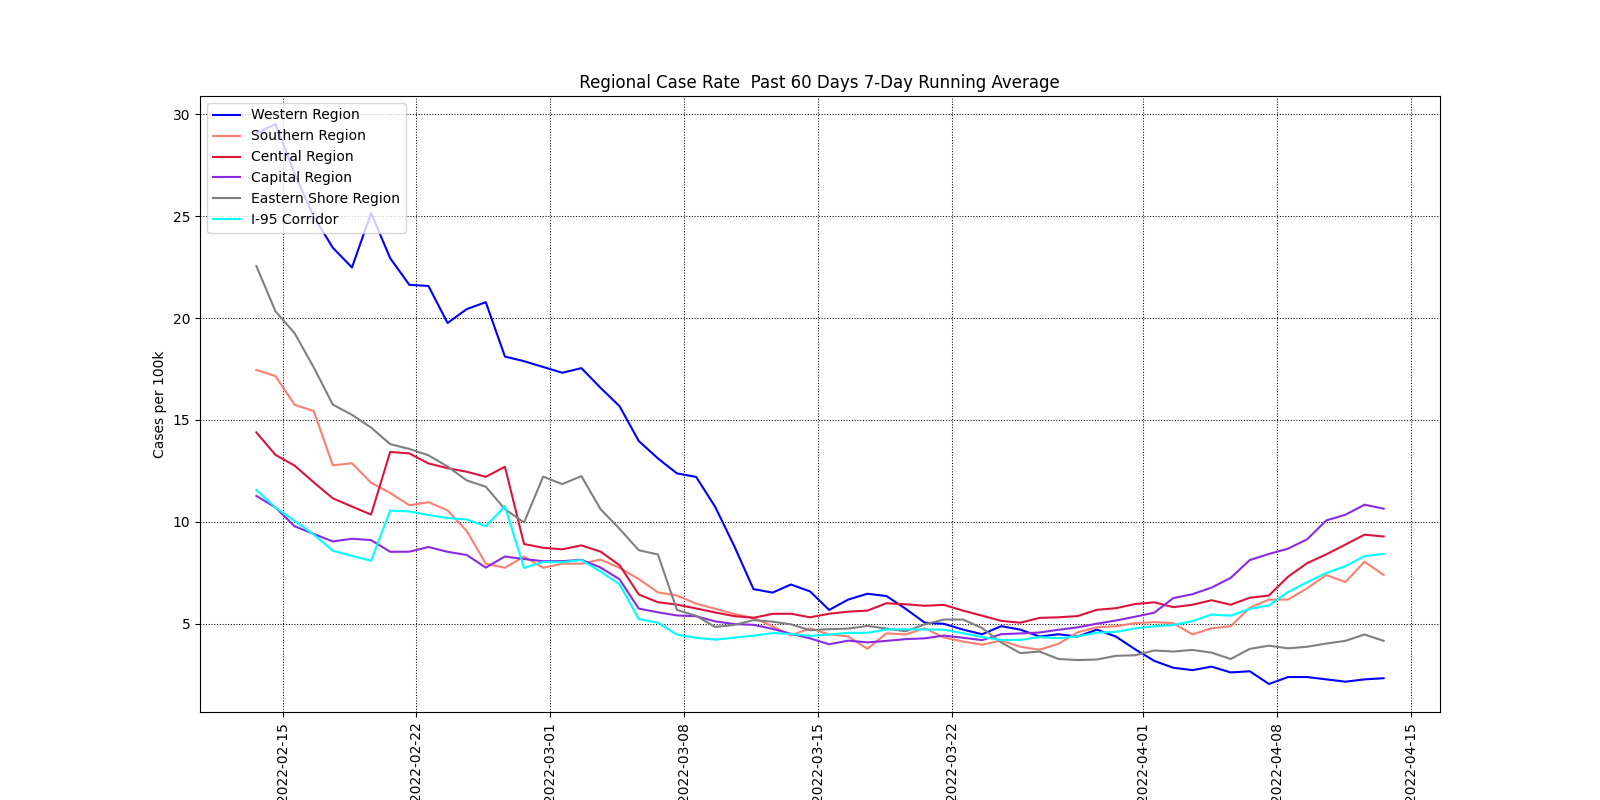 Regional Case Rate  Past 60 Days 7-Day Running Average
30
25
20
15
10
5
Cases per 100k
Western Region
Southern Region
Central Region
Capital Region
Eastern Shore Region
I-95 Corridor
2022-02-15
2022-02-22
2022-03-01
2022-03-08
2022-03-15
2022-03-22
2022-04-01
2022-04-08
2022-04-15